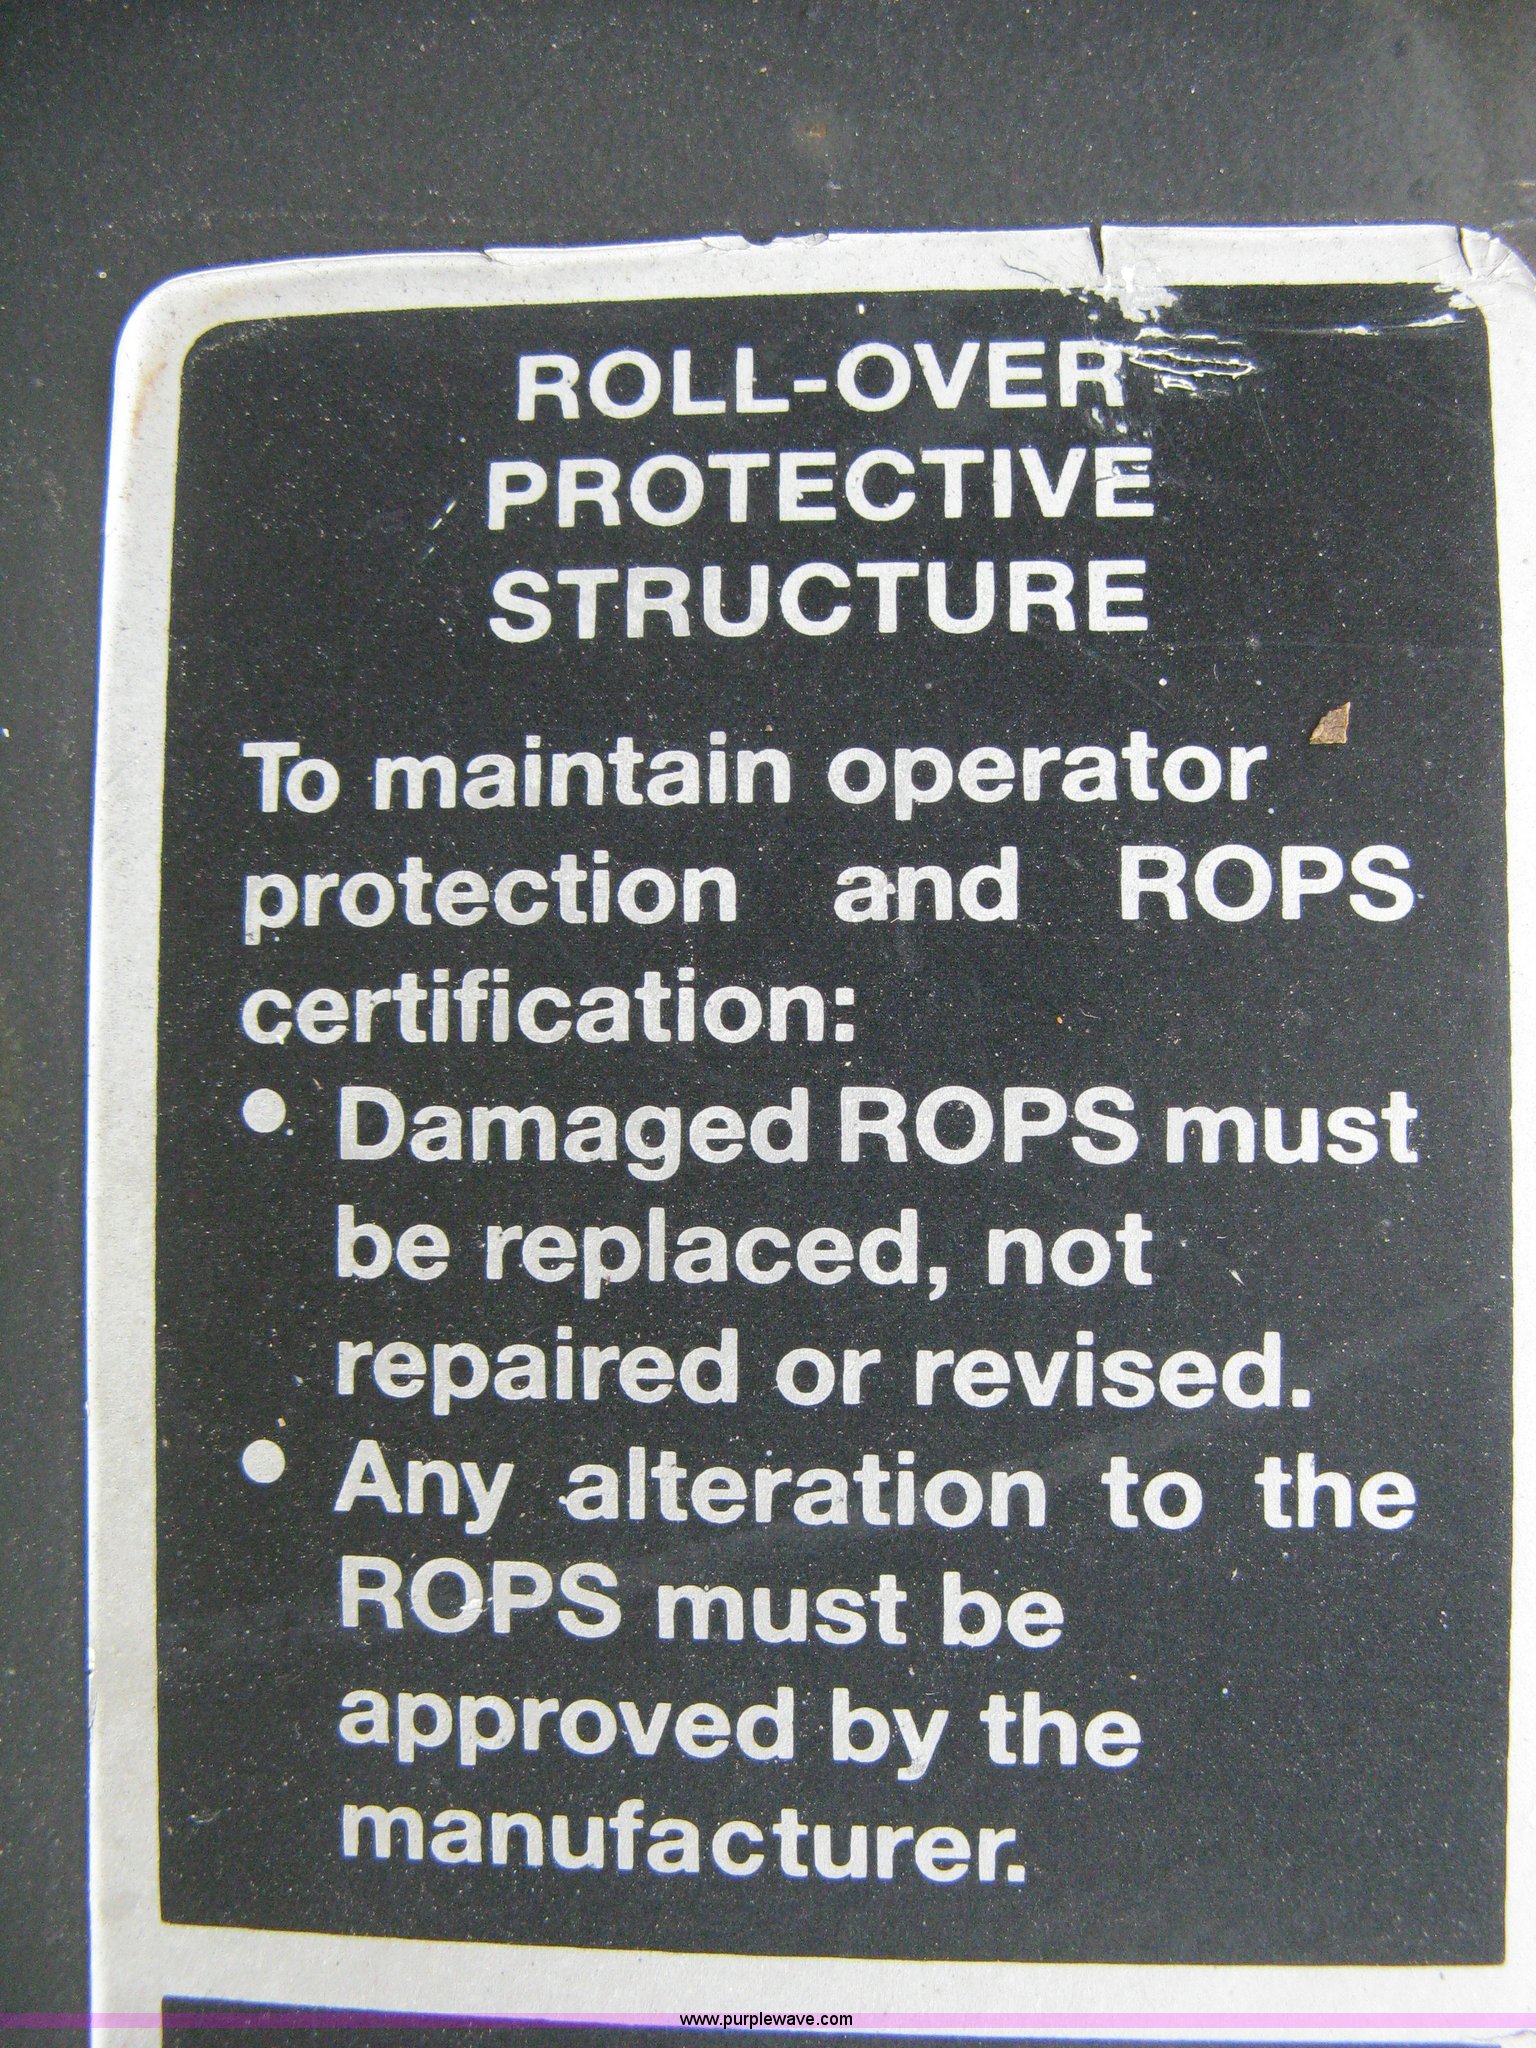 ROLL-OVER
PROTECTIVE
STRUCTURE
To maintain operator
protection and ROPS
certification:
• Damaged ROPS must
be replaced, not
repaired or revised.
• Any alteration to the
ROPS must be
approved by the
manufacturer.
www.purplewave.com